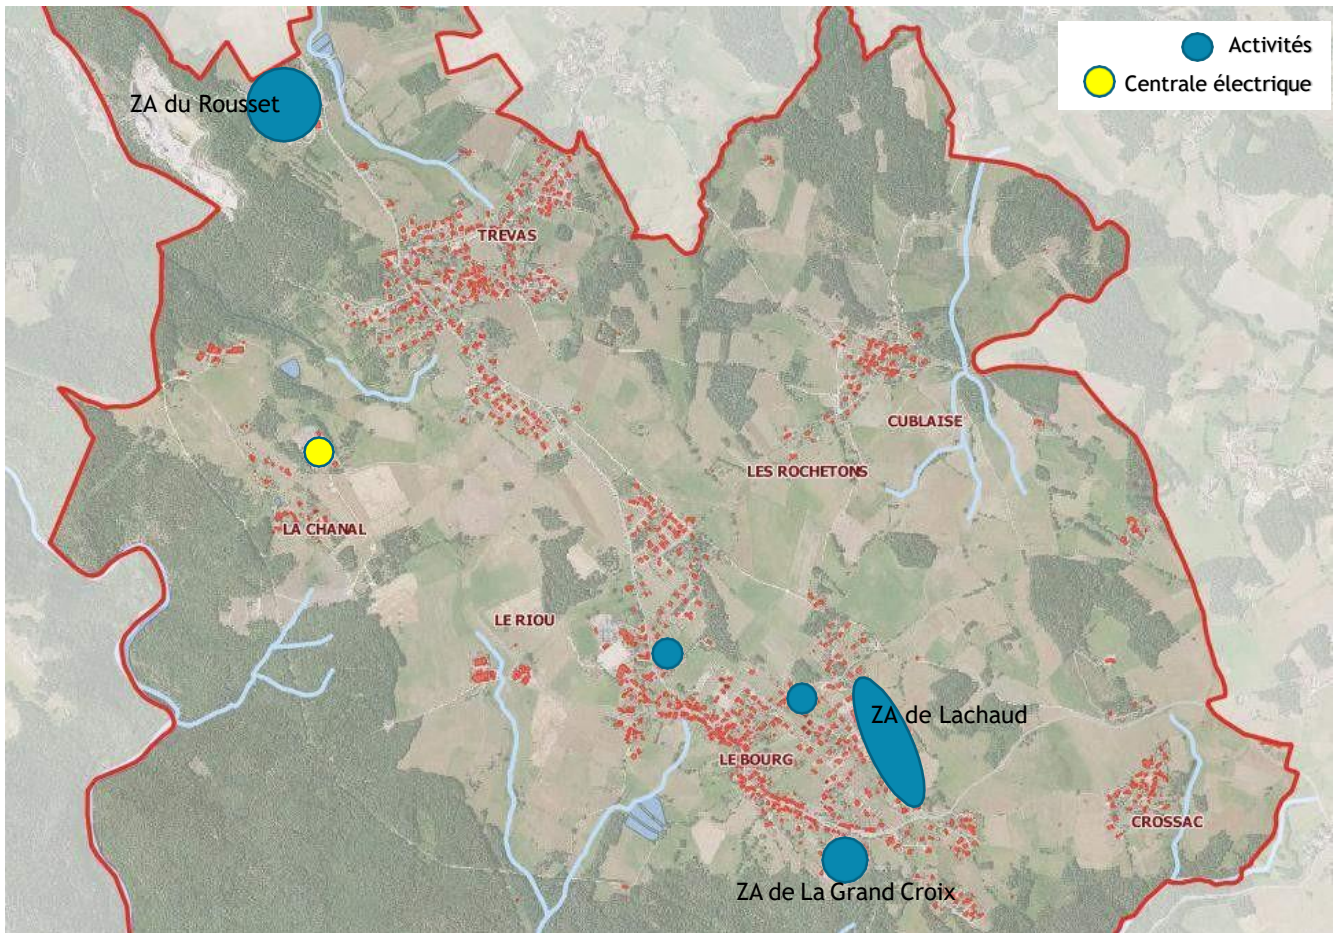 Activités
Centrale électrique
ZA du Rousset
TREVAS
CUBLAISE
LES ROCHETONS
LA CHANAL
LE RIOU
ZA de Lachaud
LE BOURG
CROSSAC
ZA de La Grand Croix